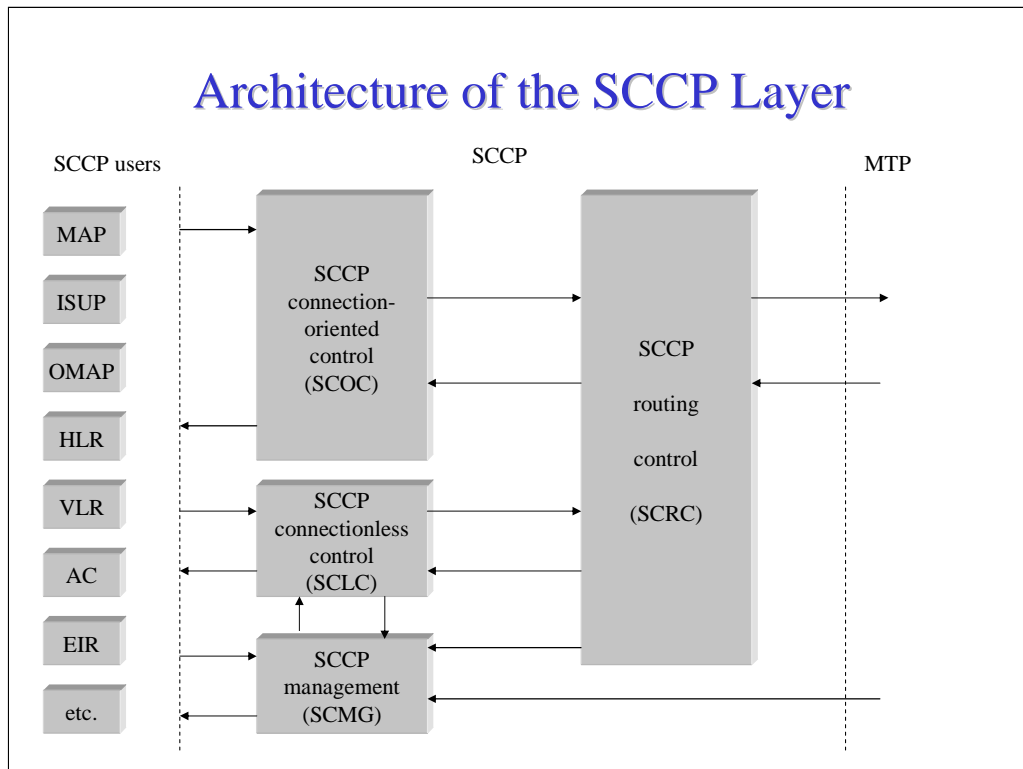 Architecture of the SCCP Layer
SCCP users
SCCP
MTP
MAP
ISUP
OMAP
HLR
VLR
AC
EIR
etc.
SCCP
connection-
oriented
control
(SCOC)
SCCP
connectionless
control
(SCLC)
SCCP
management
(SCMG)
SCCP
routing
control
(SCRC)